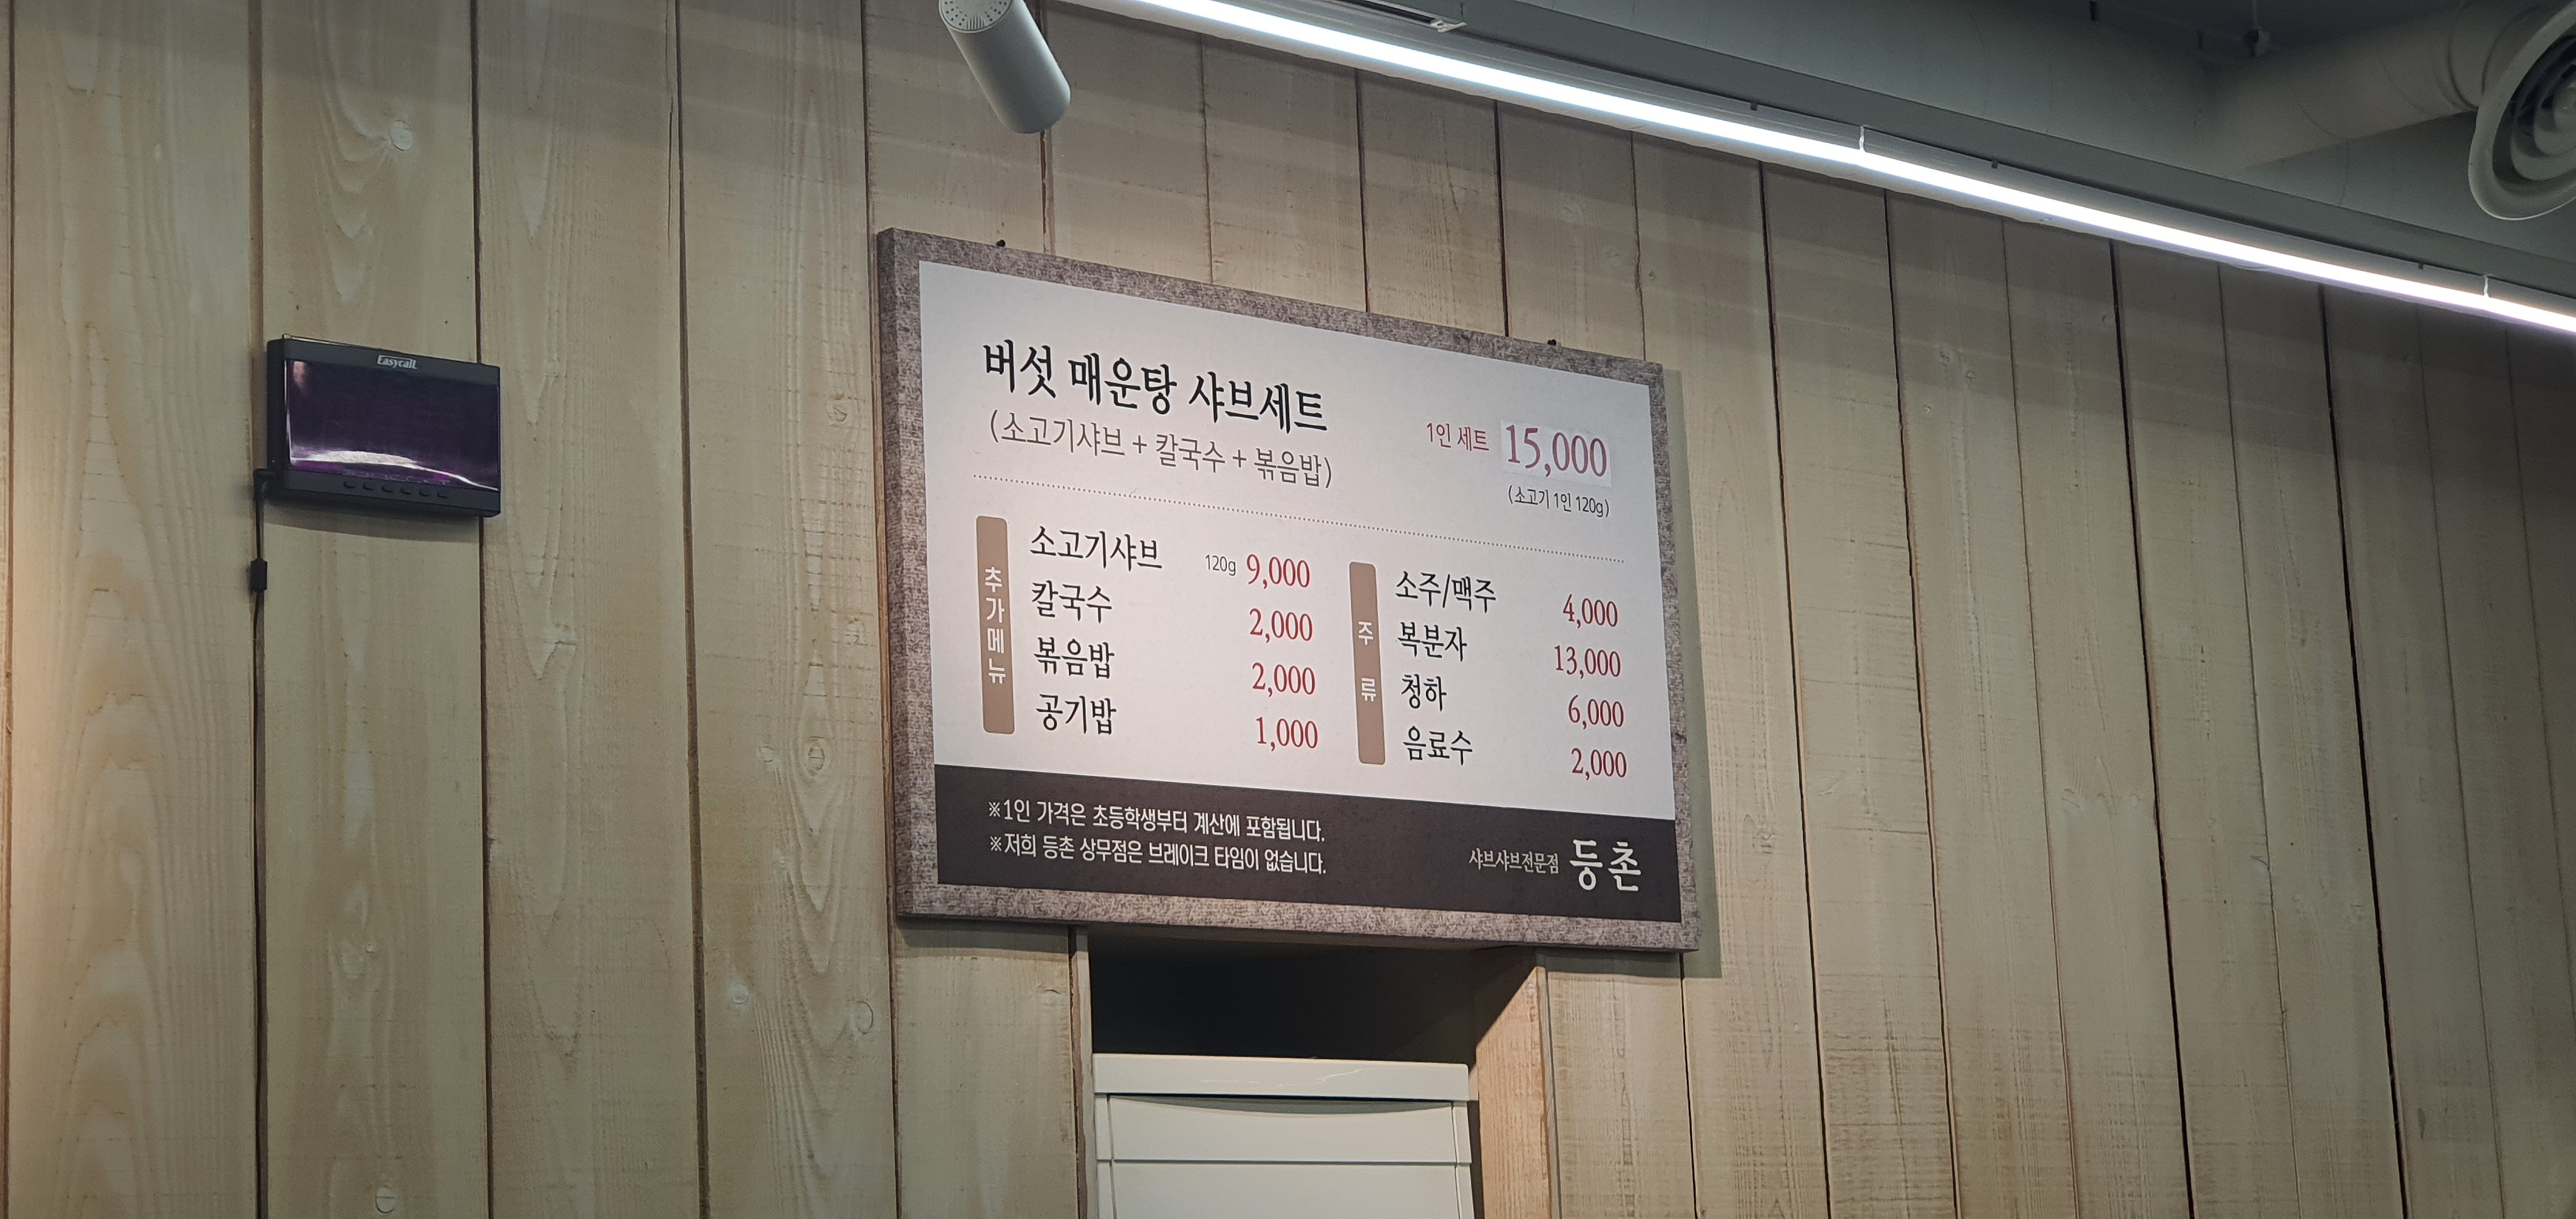 Easycall
버섯 매운탕 샤브세트
(소고기샤브 + 칼국수 + 볶음밥)
1인 세트 15,000
(소고기 1인 120g)
추가메뉴
소고기샤브 120g 9,000
칼국수 2,000
볶음밥 2,000
공기밥 1,000
주류
소주/맥주 4,000
복분자 13,000
청하 6,000
음료수 2,000
※1인 가격은 초등학생부터 계산에 포함됩니다.
※저희 등촌 상무점은 브레이크 타임이 없습니다.
샤브샤브전문점 등촌